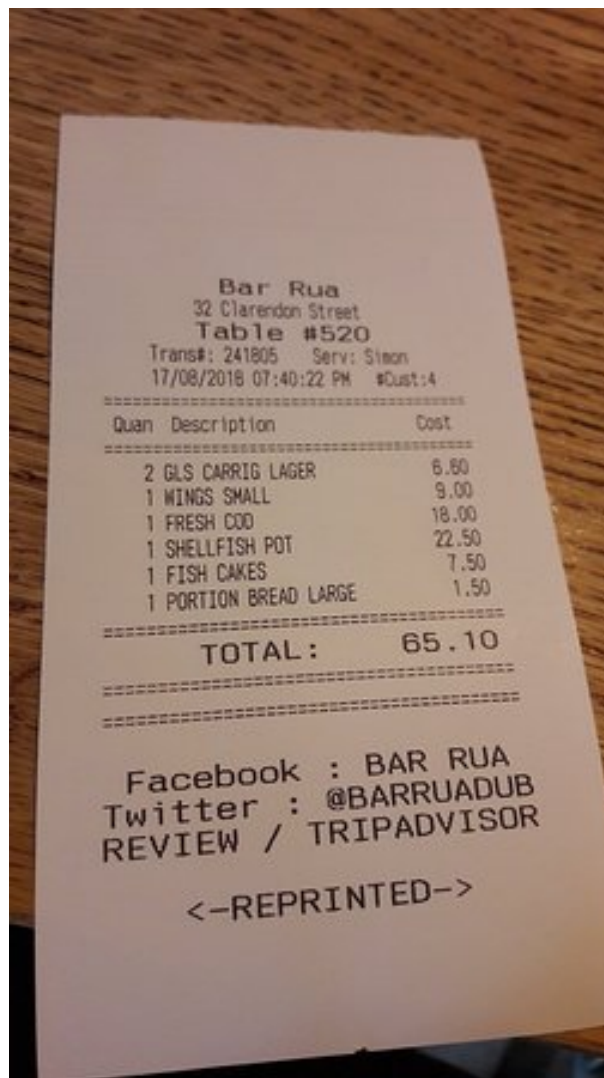 Bar Rua
32 Clarendon Street
Table #520
Trans#: 241805 Serv: Simon
17/08/2018 07:40:22 PM #Cust:4
========================================
Quan Description Cost
========================================
2 GLS CARRIG LAGER 6.60
1 WINGS SMALL 9.00
1 FRESH COD 18.00
1 SHELLFISH POT 22.50
1 FISH CAKES 7.50
1 PORTION BREAD LARGE 1.50
========================================
TOTAL: 65.10
========================================
========================================
Facebook : BAR RUA
Twitter : @BARRUADUB
REVIEW / TRIPADVISOR
<-REPRINTED->